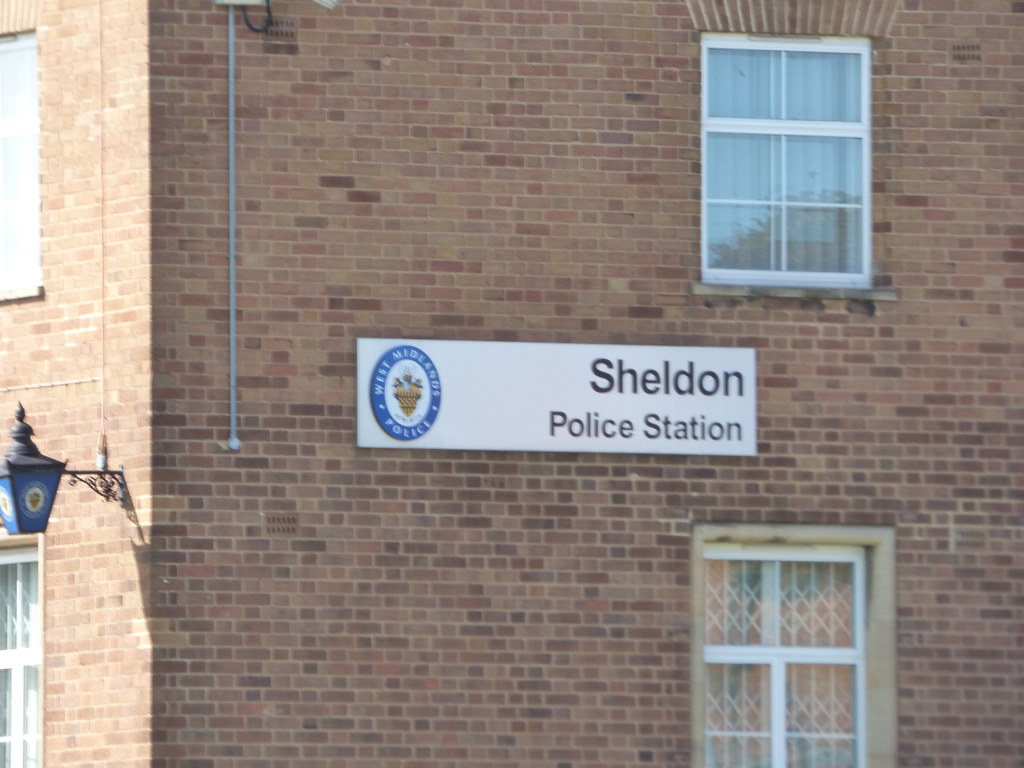 WEST MIDLANDS
POLICE
Sheldon
Police Station